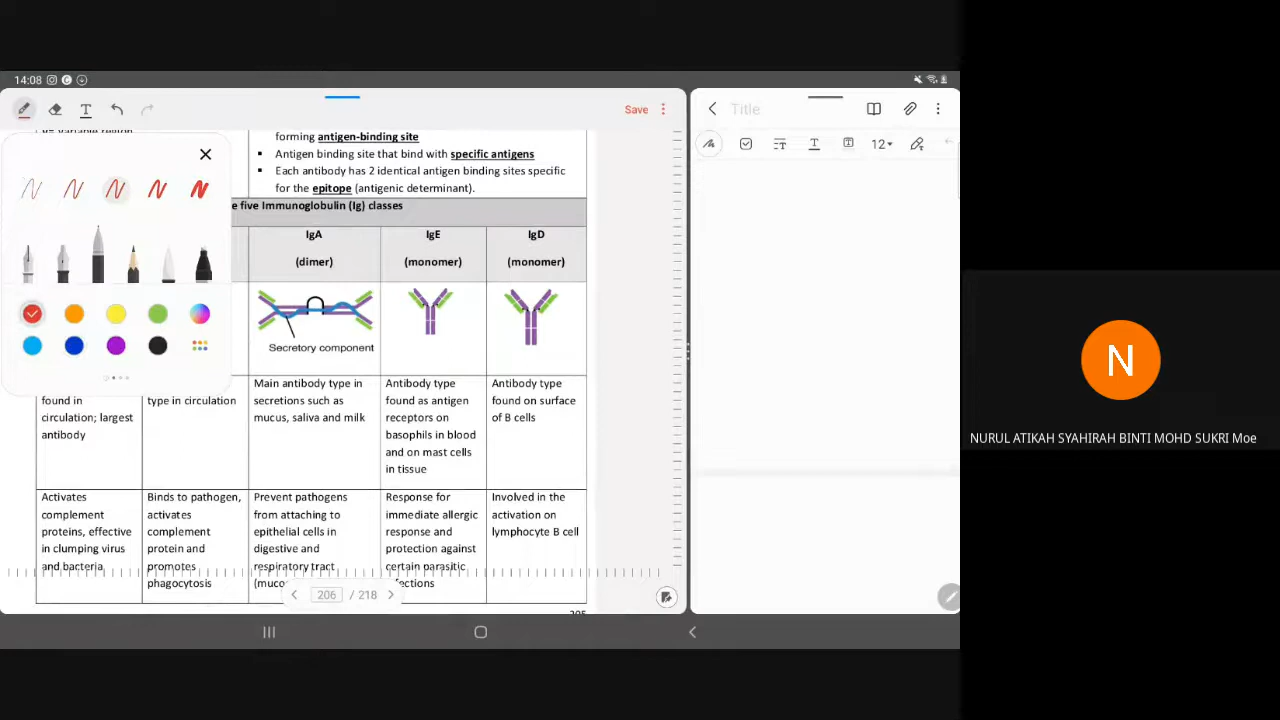 14:08
Save
Title
12
V= variable region
forming antigen-binding site
▪ Antigen binding site that bind with specific antigens
▪ Each antibody has 2 identical antigen binding sites specific
for the epitope (antigenic determinant).
e five Immunoglobulin (Ig) classes
IgA
(dimer)
IgE
(monomer)
IgD
(monomer)
Secretory component
found in
circulation; largest
antibody
type in circulation
Main antibody type in
secretions such as
mucus, saliva and milk
Antibody type
found as antigen
receptors on
basophils in blood
and on mast cells
in tissue
Antibody type
found on surface
of B cells
Activates
complement
proteins, effective
in clumping virus
and bacteria
Binds to pathogen,
activates
complement
protein and
promotes
phagocytosis
Prevent pathogens
from attaching to
epithelial cells in
digestive and
respiratory tract
Response for
immediate allergic
response and
protection against
certain parasitic
Involved in the
activation on
lymphocyte B cell
206 / 218
N
NURUL ATIKAH SYAHIRAH BINTI MOHD SUKRI Moe